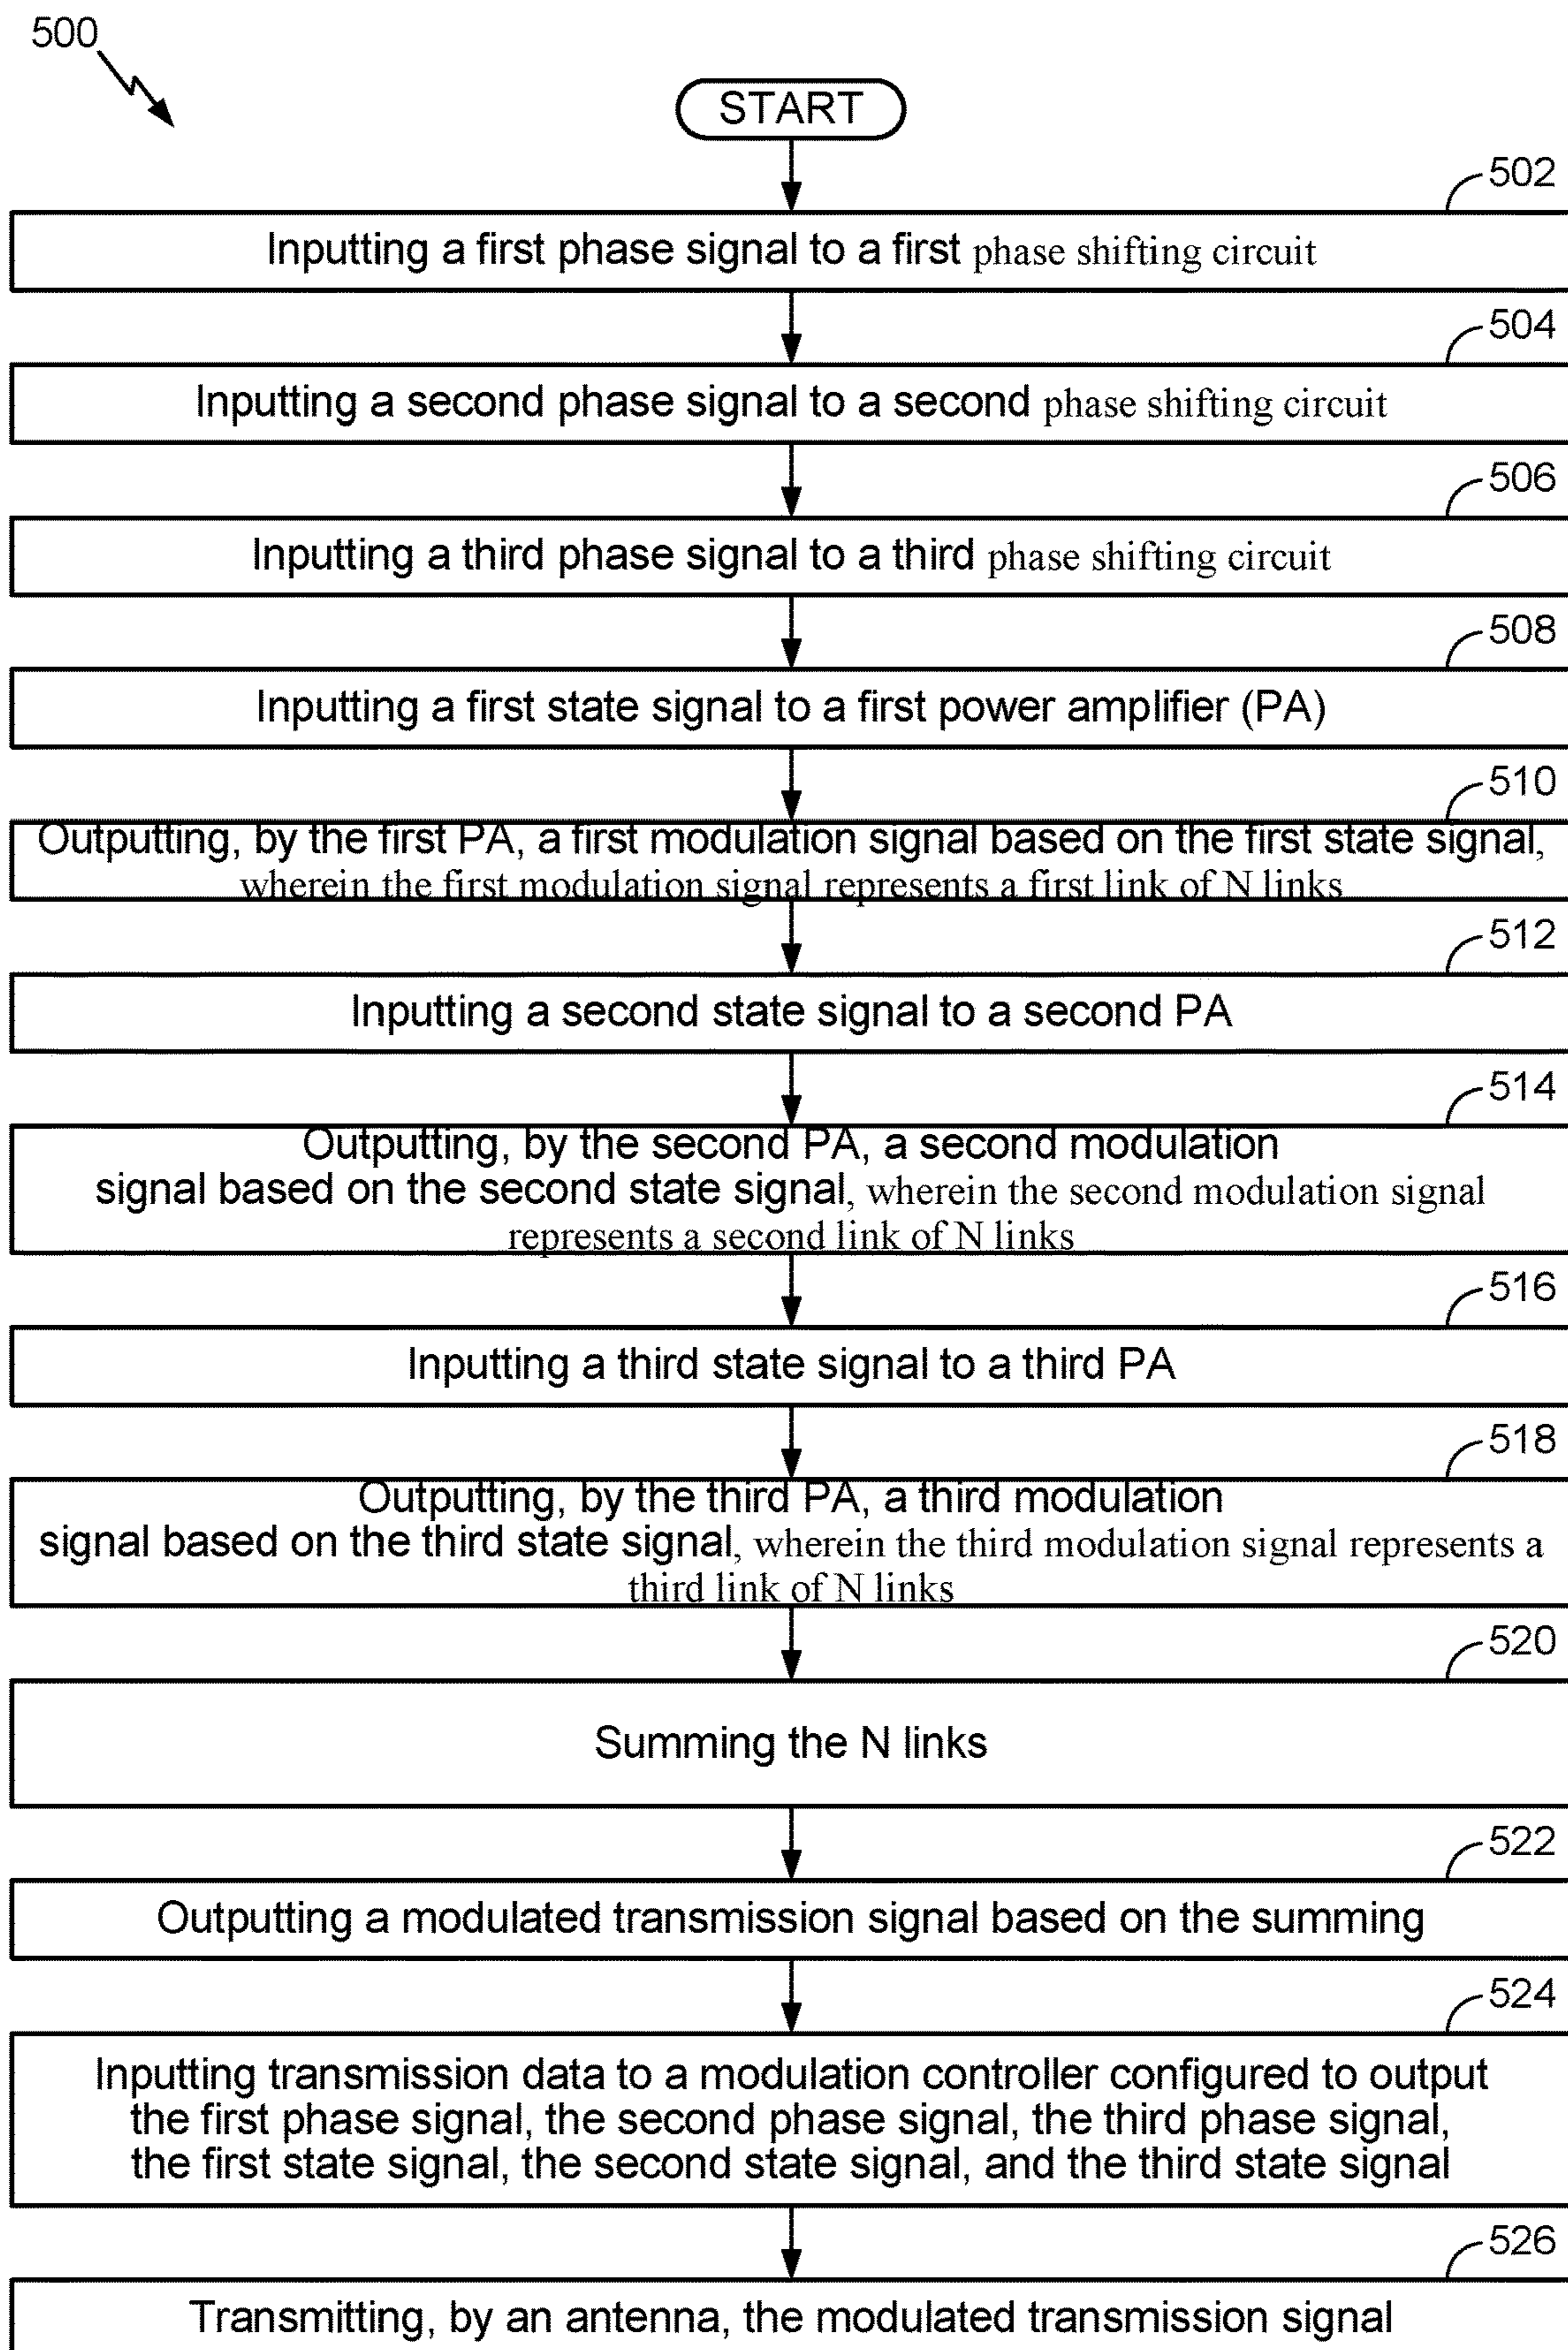 500
START
502
Inputting a first phase signal to a first phase shifting circuit
504
Inputting a second phase signal to a second phase shifting circuit
506
Inputting a third phase signal to a third phase shifting circuit
508
Inputting a first state signal to a first power amplifier (PA)
510
Outputting, by the first PA, a first modulation signal based on the first state signal,
wherein the first modulation signal represents a first link of N links
512
Inputting a second state signal to a second PA
514
Outputting, by the second PA, a second modulation
signal based on the second state signal, wherein the second modulation signal
represents a second link of N links
516
Inputting a third state signal to a third PA
518
Outputting, by the third PA, a third modulation
signal based on the third state signal, wherein the third modulation signal represents a
third link of N links
520
Summing the N links
522
Outputting a modulated transmission signal based on the summing
524
Inputting transmission data to a modulation controller configured to output
the first phase signal, the second phase signal, the third phase signal,
the first state signal, the second state signal, and the third state signal
526
Transmitting, by an antenna, the modulated transmission signal